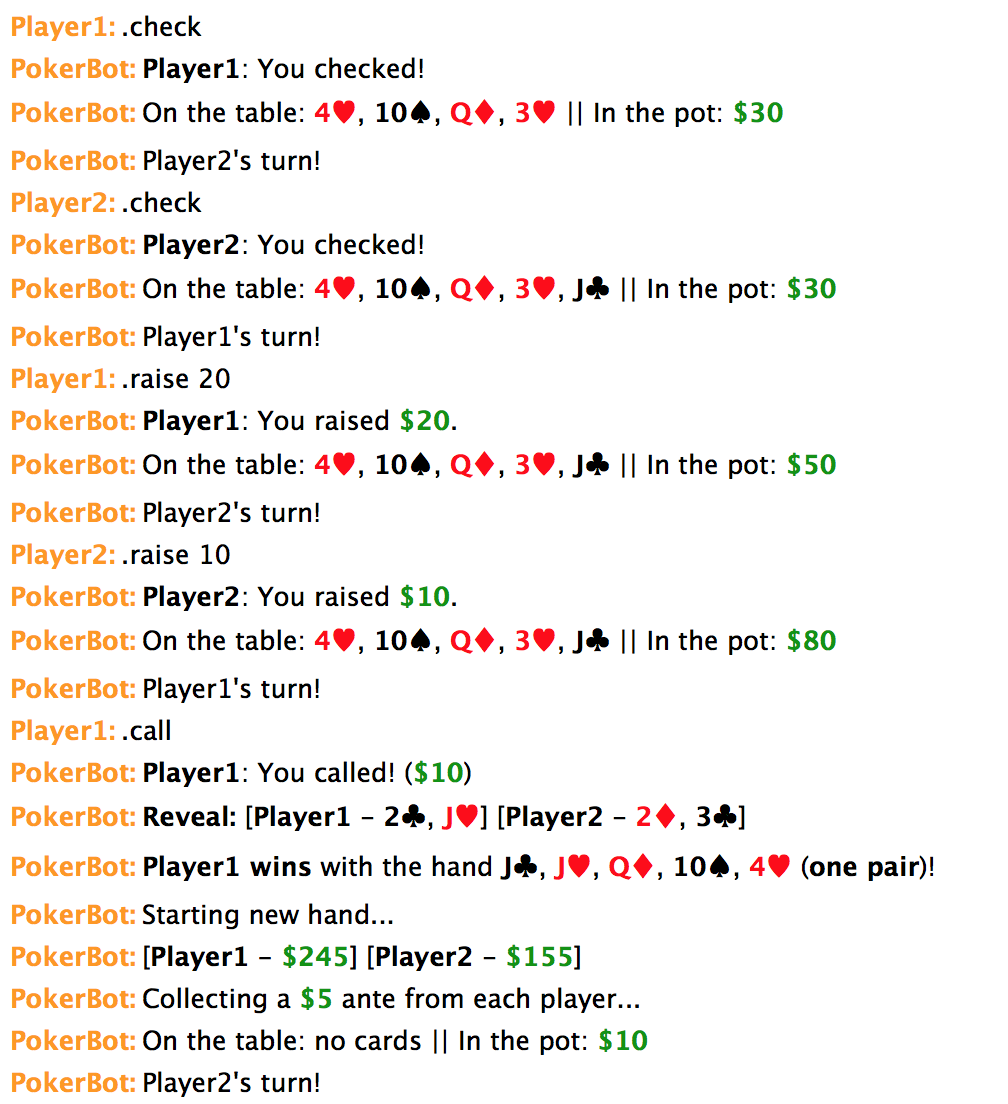 Player1: .check
PokerBot: Player1: You checked!
PokerBot: On the table: 4♥, 10♠, Q♦, 3♥ || In the pot: $30
PokerBot: Player2's turn!
Player2: .check
PokerBot: Player2: You checked!
PokerBot: On the table: 4♥, 10♠, Q♦, 3♥, J♣ || In the pot: $30
PokerBot: Player1's turn!
Player1: .raise 20
PokerBot: Player1: You raised $20.
PokerBot: On the table: 4♥, 10♠, Q♦, 3♥, J♣ || In the pot: $50
PokerBot: Player2's turn!
Player2: .raise 10
PokerBot: Player2: You raised $10.
PokerBot: On the table: 4♥, 10♠, Q♦, 3♥, J♣ || In the pot: $80
PokerBot: Player1's turn!
Player1: .call
PokerBot: Player1: You called! ($10)
PokerBot: Reveal: [Player1 - 2♣, J♥] [Player2 - 2♦, 3♣]
PokerBot: Player1 wins with the hand J♣, J♥, Q♦, 10♠, 4♥ (one pair)!
PokerBot: Starting new hand...
PokerBot: [Player1 - $245] [Player2 - $155]
PokerBot: Collecting a $5 ante from each player...
PokerBot: On the table: no cards || In the pot: $10
PokerBot: Player2's turn!